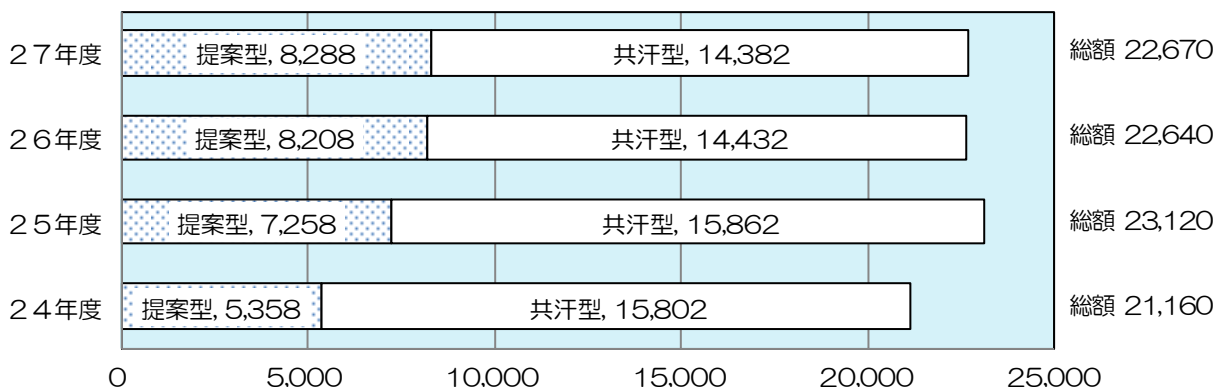 ２７年度 提案型, 8,288 共汗型, 14,382 総額 22,670
２６年度 提案型, 8,208 共汗型, 14,432 総額 22,640
２５年度 提案型, 7,258 共汗型, 15,862 総額 23,120
２４年度 提案型, 5,358 共汗型, 15,802 総額 21,160
0 5,000 10,000 15,000 20,000 25,000